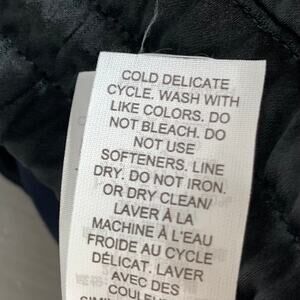 COLD DELICATE
CYCLE. WASH WITH
LIKE COLORS. DO
NOT BLEACH. DO
NOT USE
SOFTENERS. LINE
DRY. DO NOT IRON.
OR DRY CLEAN/
LAVER À LA
MACHINE À L'EAU
FROIDE AU CYCLE
DÉLICAT. LAVER
AVEC DES